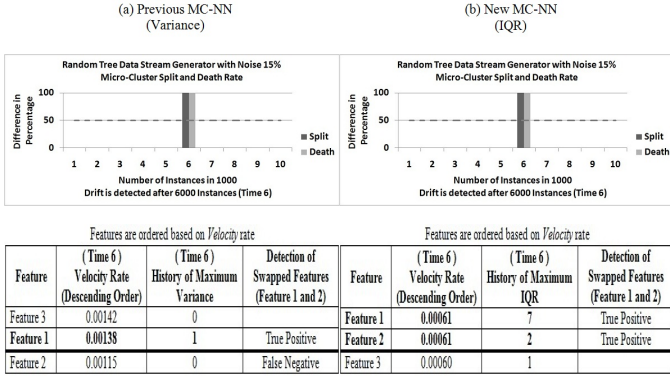 (a) Previous MC-NN
(Variance)
Random Tree Data Stream Generator with Noise 15%
Micro-Cluster Split and Death Rate
Difference in
Percentage
100
50
0
1 2 3 4 5 6 7 8 9 10
Split
Death
Number of Instances in 1000
Drift is detected after 6000 Instances (Time 6)
Features are ordered based on Velocity rate
Feature
( Time 6 )
Velocity Rate
(Descending Order)
( Time 6 )
History of Maximum
Variance
Detection of
Swapped Features
(Feature 1 and 2)
Feature 3 0.00142 0
Feature 1 0.00138 1 True Positive
Feature 2 0.00115 0 False Negative
(b) New MC-NN
(IQR)
Random Tree Data Stream Generator with Noise 15%
Micro-Cluster Split and Death Rate
Difference in
Percentage
100
50
0
1 2 3 4 5 6 7 8 9 10
Split
Death
Number of Instances in 1000
Drift is detected after 6000 Instances (Time 6)
Features are ordered based on Velocity rate
Feature
( Time 6 )
Velocity Rate
(Descending Order)
( Time 6 )
History of Maximum
IQR
Detection of
Swapped Features
(Feature 1 and 2)
Feature 1 0.00061 7 True Positive
Feature 2 0.00061 2 True Positive
Feature 3 0.00060 1